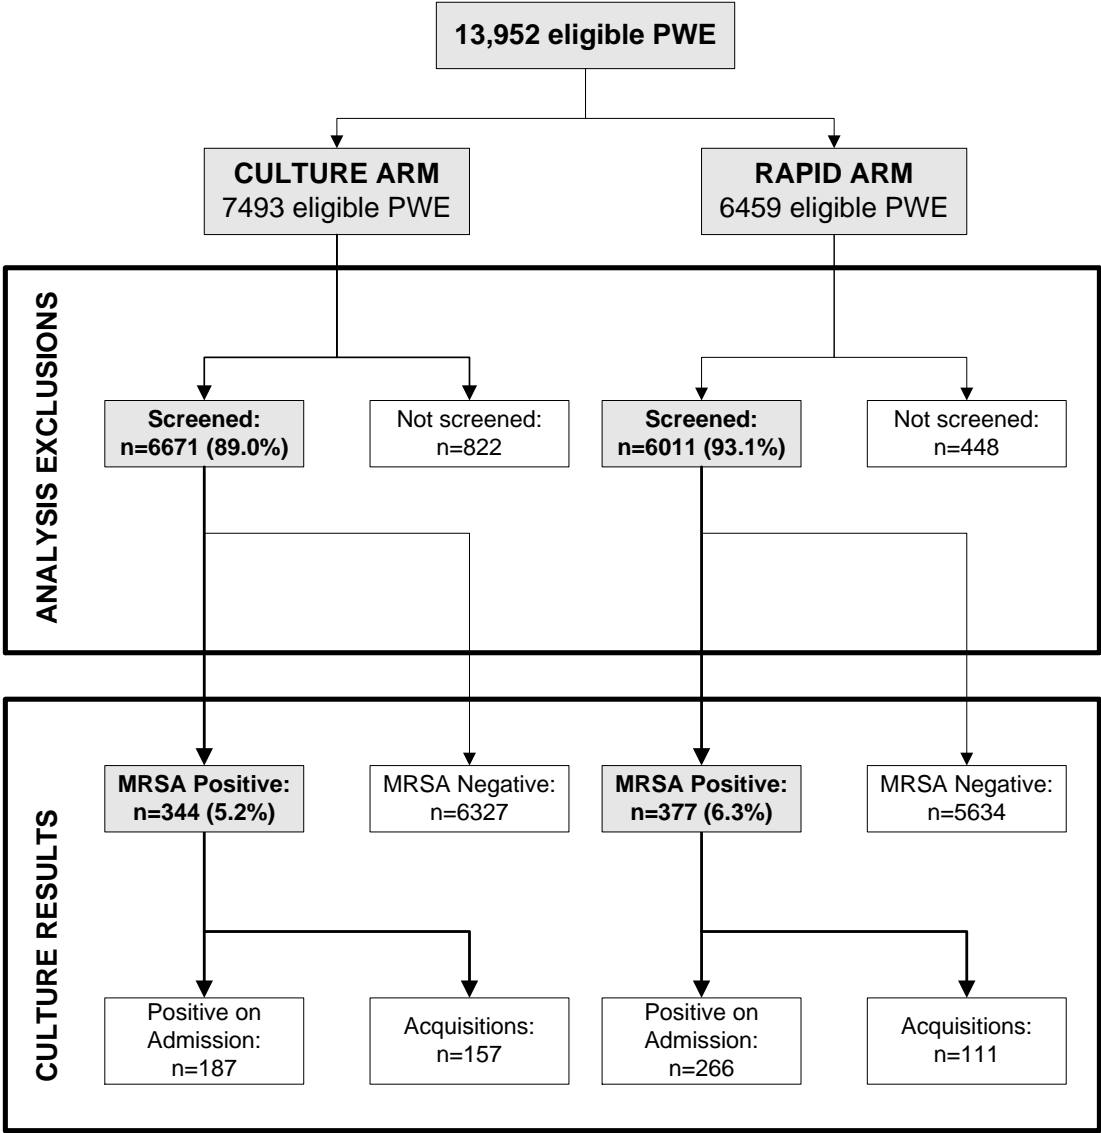 13,952 eligible PWE
CULTURE ARM
7493 eligible PWE
RAPID ARM
6459 eligible PWE
ANALYSIS EXCLUSIONS
Screened:
n=6671 (89.0%)
Not screened:
n=822
Screened:
n=6011 (93.1%)
Not screened:
n=448
CULTURE RESULTS
MRSA Positive:
n=344 (5.2%)
MRSA Negative:
n=6327
MRSA Positive:
n=377 (6.3%)
MRSA Negative:
n=5634
Positive on
Admission:
n=187
Acquisitions:
n=157
Positive on
Admission:
n=266
Acquisitions:
n=111